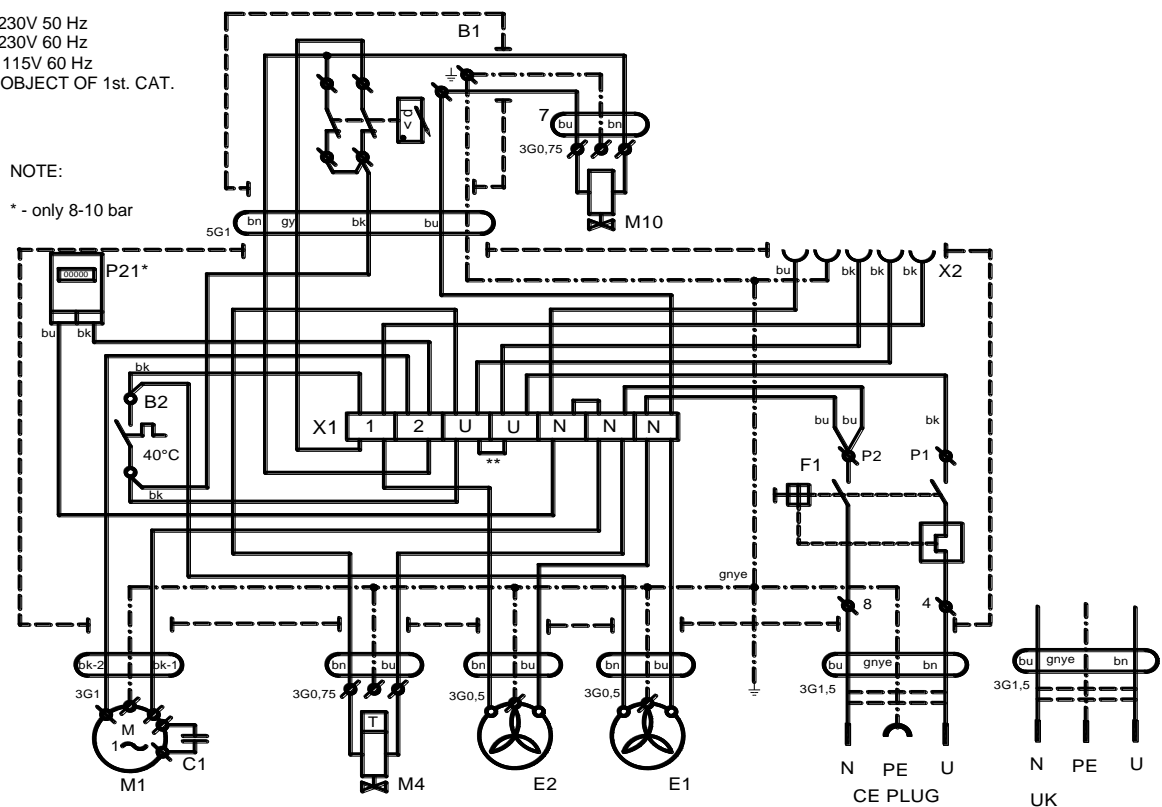 230V 50 Hz
230V 60 Hz
115V 60 Hz
OBJECT OF 1st. CAT.
B1
< p
7
bu bn
3G0,75
NOTE:
* - only 8-10 bar
M10
bn gy bk bu
5G1
P21*
00000
bu bk bk bk
X2
bu bk
bk
B2
40°C
bk
X1 1 2 U U N N N
**
bu bu bk
P2 P1
F1
gnye
8 4
bk-2 bk-1
3G1
bn bu
3G0,75
bn bu
3G0,5
bn bu
3G0,5
bu gnye bn
3G1,5
bu gnye bn
3G1,5
M
1
C1
M1
T
M4
E2
E1
N PE U
CE PLUG
N PE U
UK